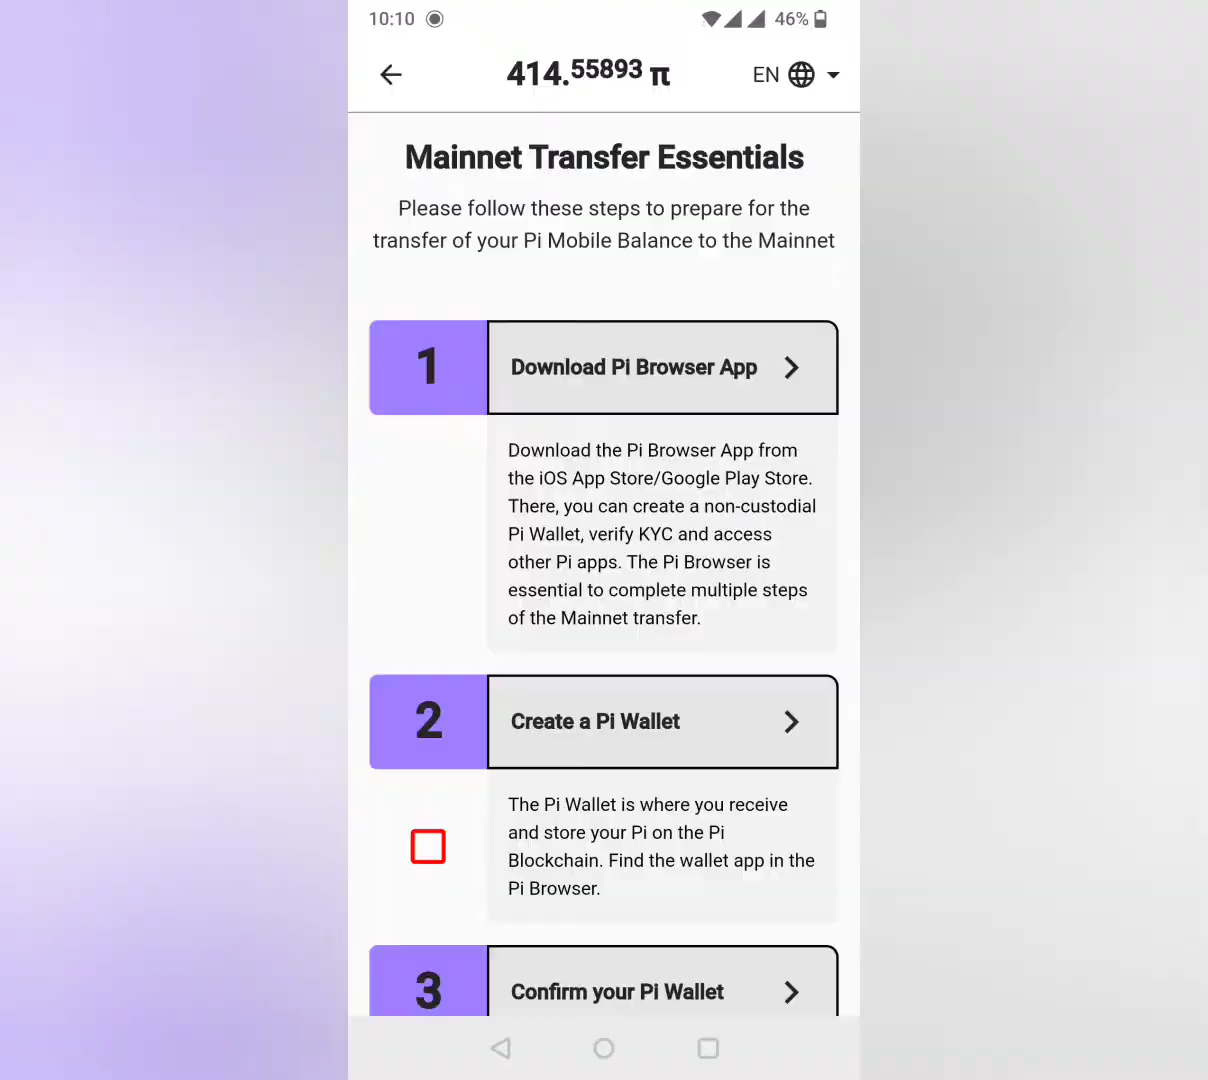 10:10
46%
414.55893 π
EN
Mainnet Transfer Essentials
Please follow these steps to prepare for the
transfer of your Pi Mobile Balance to the Mainnet
1
Download Pi Browser App
Download the Pi Browser App from
the iOS App Store/Google Play Store.
There, you can create a non-custodial
Pi Wallet, verify KYC and access
other Pi apps. The Pi Browser is
essential to complete multiple steps
of the Mainnet transfer.
2
Create a Pi Wallet
The Pi Wallet is where you receive
and store your Pi on the Pi
Blockchain. Find the wallet app in the
Pi Browser.
3
Confirm your Pi Wallet